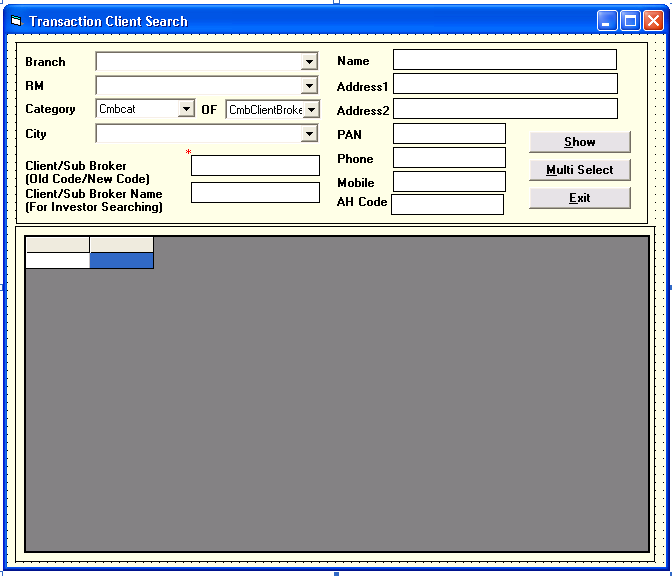 Transaction Client Search
Branch
RM
Category Cmbcat OF CmbClientBroke
City
*
Client/Sub Broker
(Old Code/New Code)
Client/Sub Broker Name
(For Investor Searching)
Name
Address1
Address2
PAN
Phone
Mobile
AH Code
Show
Multi Select
Exit